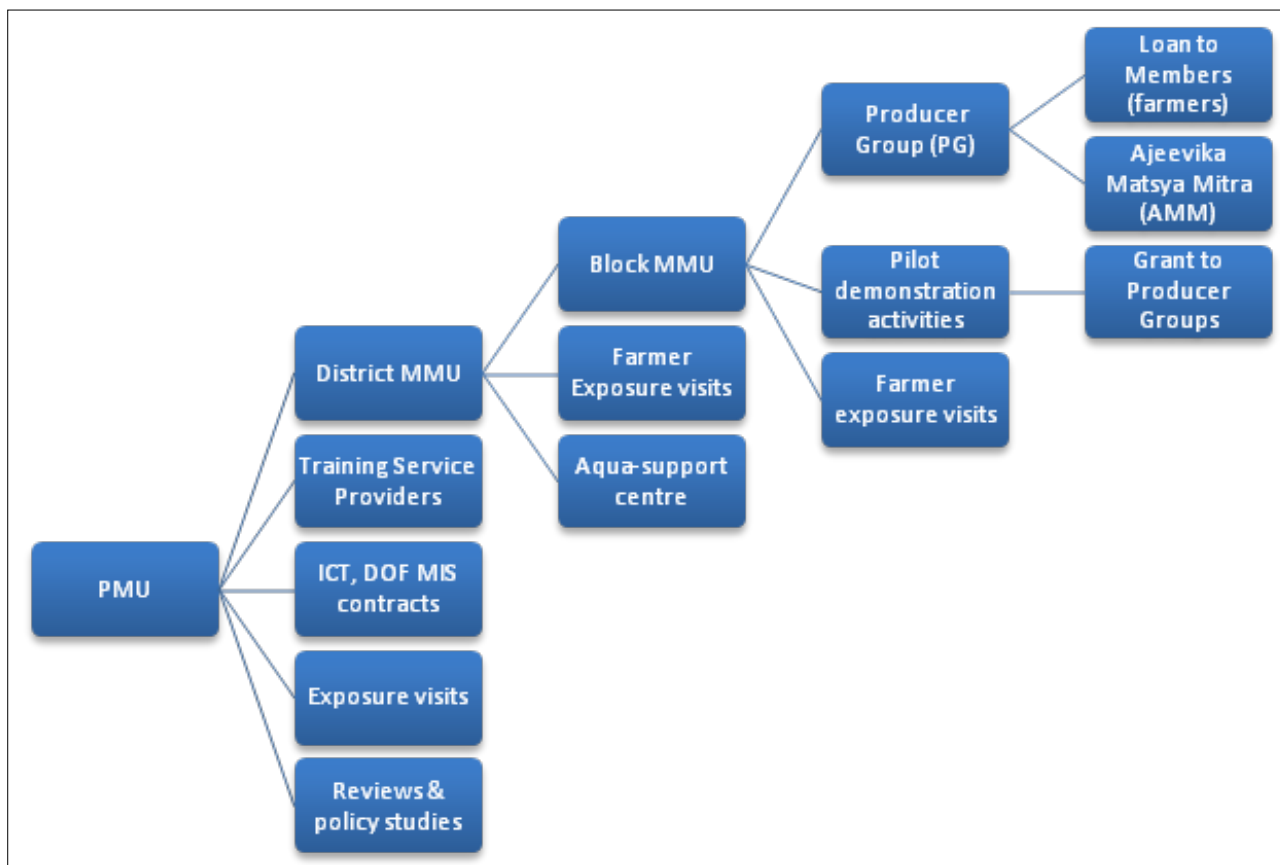 PMU
District MMU
Training Service
Providers
ICT, DOF MIS
contracts
Exposure visits
Reviews &
policy studies
Block MMU
Farmer
Exposure visits
Aqua-support
centre
Producer
Group (PG)
Pilot
demonstration
activities
Farmer
exposure visits
Loan to
Members
(farmers)
Ajeevika
Matsya Mitra
(AMM)
Grant to
Producer
Groups